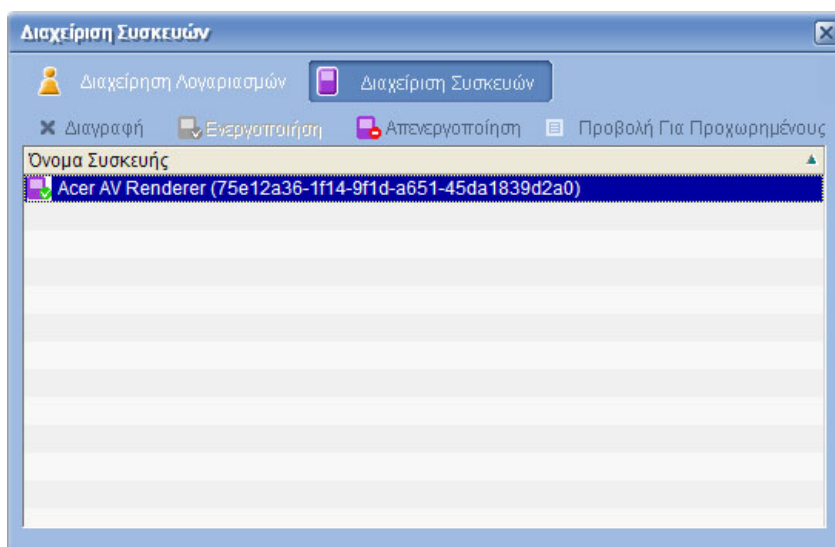 Διαχείριση Συσκευών
Διαχείρηση Λογαριασμών Διαχείριση Συσκευών
Διαγραφή Ενεργοποιήση Απενεργοποίηση Προβολή Για Προχωρημένους
Όνομα Συσκευής
Acer AV Renderer (75e12a36-1f14-9f1d-a651-45da1839d2a0)